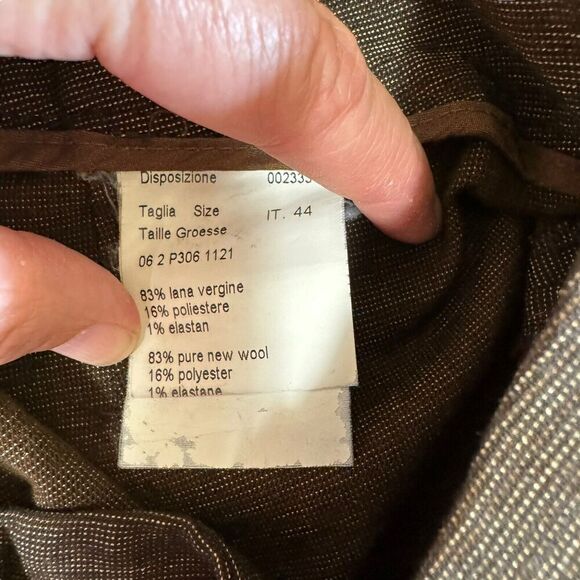 Disposizione 002335
Taglia Size IT. 44
Taille Groesse
06 2 P306 1121
83% lana vergine
16% poliestere
1% elastan
83% pure new wool
16% polyester
1% elastane